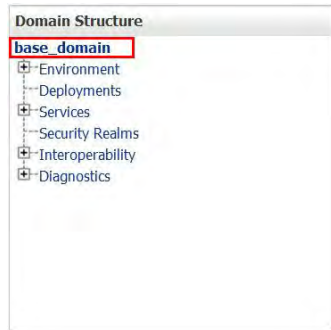 Domain Structure
base_domain
Environment
Deployments
Services
Security Realms
Interoperability
Diagnostics